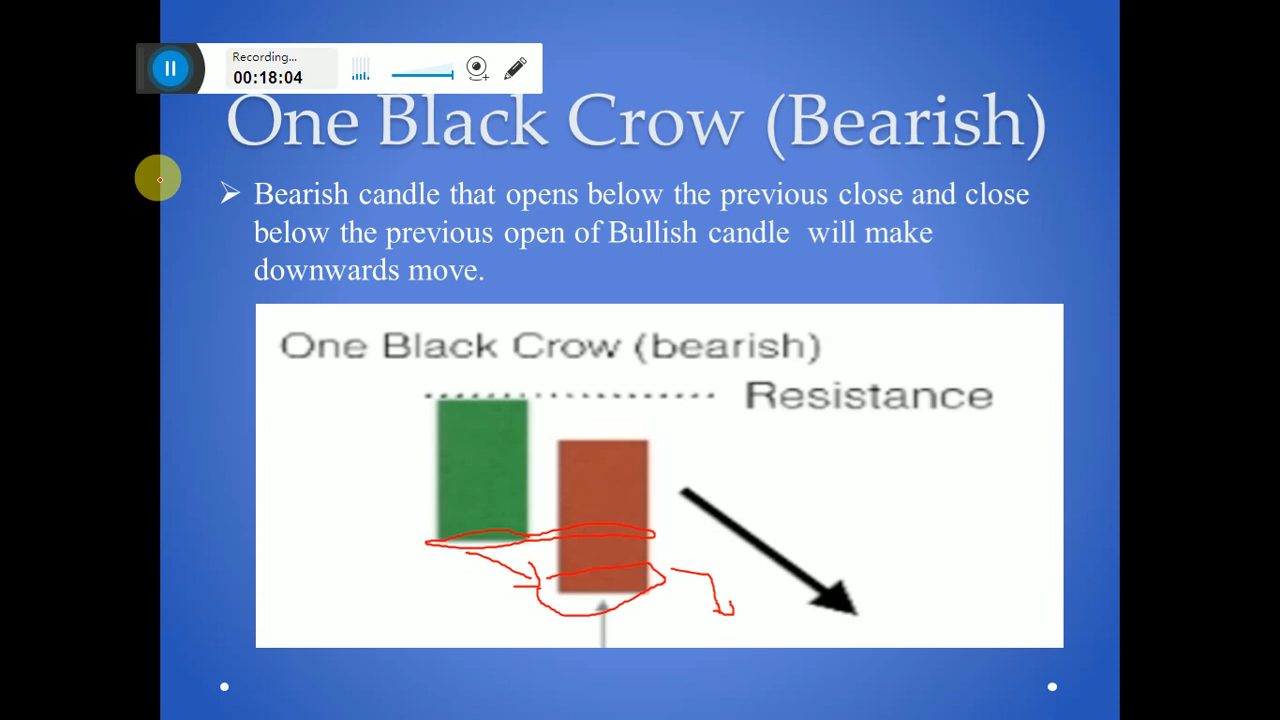 Recording...
00:18:04
One Black Crow (Bearish)
Bearish candle that opens below the previous close and close
below the previous open of Bullish candle will make
downwards move.
One Black Crow (bearish)
Resistance